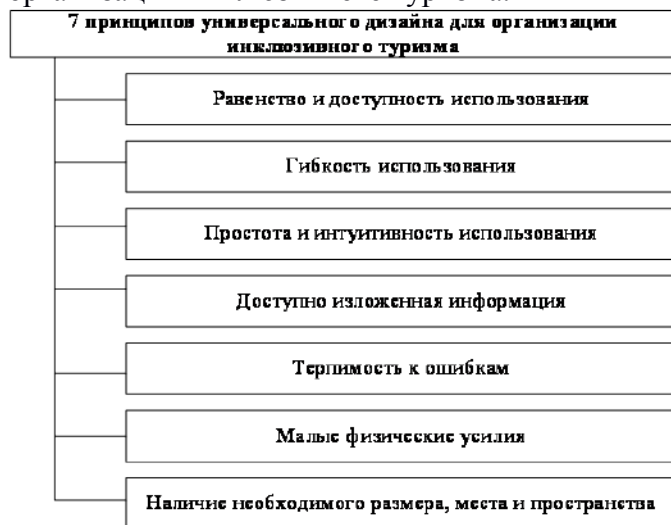 7 принципов универсального дизайна для организации
инклюзивного туризма
Равенство и доступность использования
Гибкость использования
Простота и интуитивность использования
Доступно изложенная информация
Терпимость к ошибкам
Малые физические усилия
Наличие необходимого размера, места и пространства